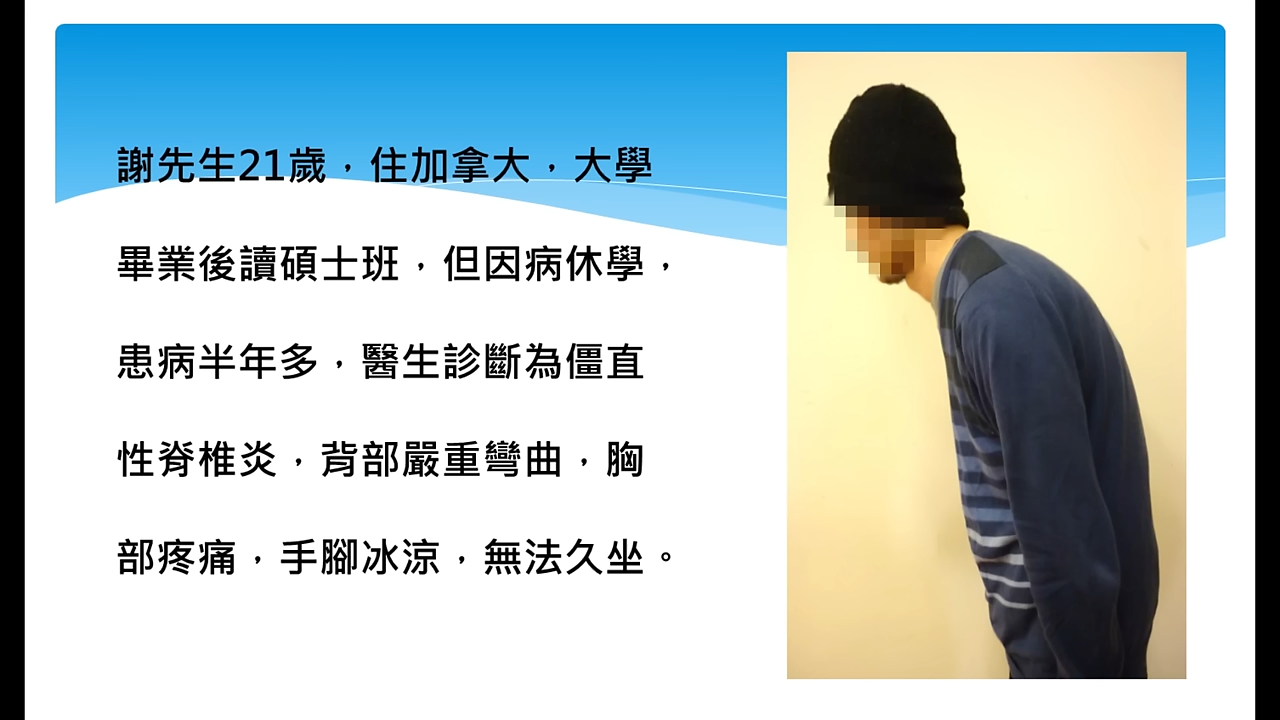 謝先生21歲，住加拿大，大學
畢業後讀碩士班，但因病休學，
患病半年多，醫生診斷為僵直
性脊椎炎，背部嚴重彎曲，胸
部疼痛，手腳冰涼，無法久坐。